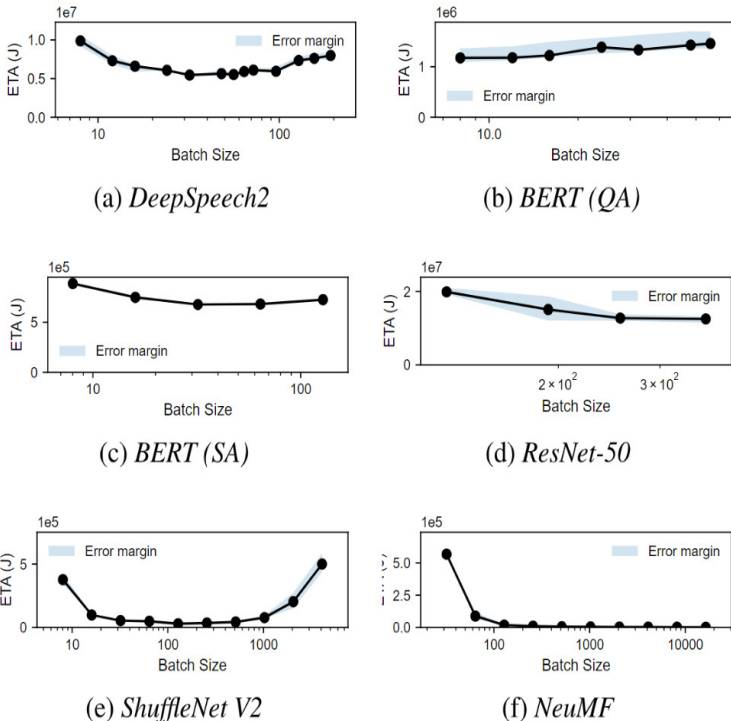 1e7
1.0
0.5
0.0
ETA (J)
Error margin
10
100
Batch Size
(a) DeepSpeech2
1e6
1
0
ETA (J)
Error margin
10.0
Batch Size
(b) BERT (QA)
1e5
5
0
ETA (J)
Error margin
10
100
Batch Size
(c) BERT (SA)
1e7
2
0
ETA (J)
Error margin
2 × 10²
3 × 10²
Batch Size
(d) ResNet-50
1e5
5
0
ETA (J)
Error margin
10
100
1000
Batch Size
(e) ShuffleNet V2
1e5
5.0
2.5
0.0
Error margin
100
1000
10000
Batch Size
(f) NeuMF